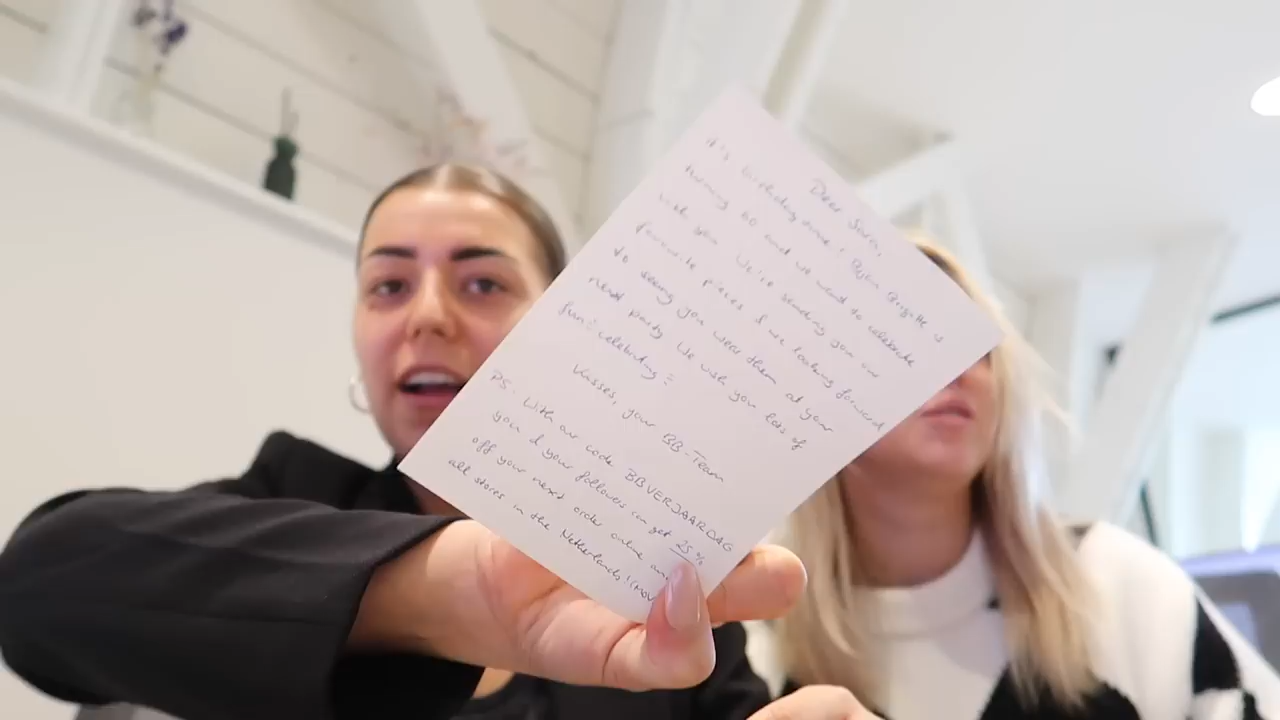 Dear Sara,
it's birthday time! Bijou Brigitte is
turning 60 and we want to celebrate
with you. We're sending you our
favourite pieces & we looking forward
to seeing you wear them at your
next party. We wish you lots of
fun celebrating
Kisses, your BB-Team
PS. With our code BBVERJAARDAG
you & your followers can get 25%
off your next order online and
all stores in the Netherlands! (NOV